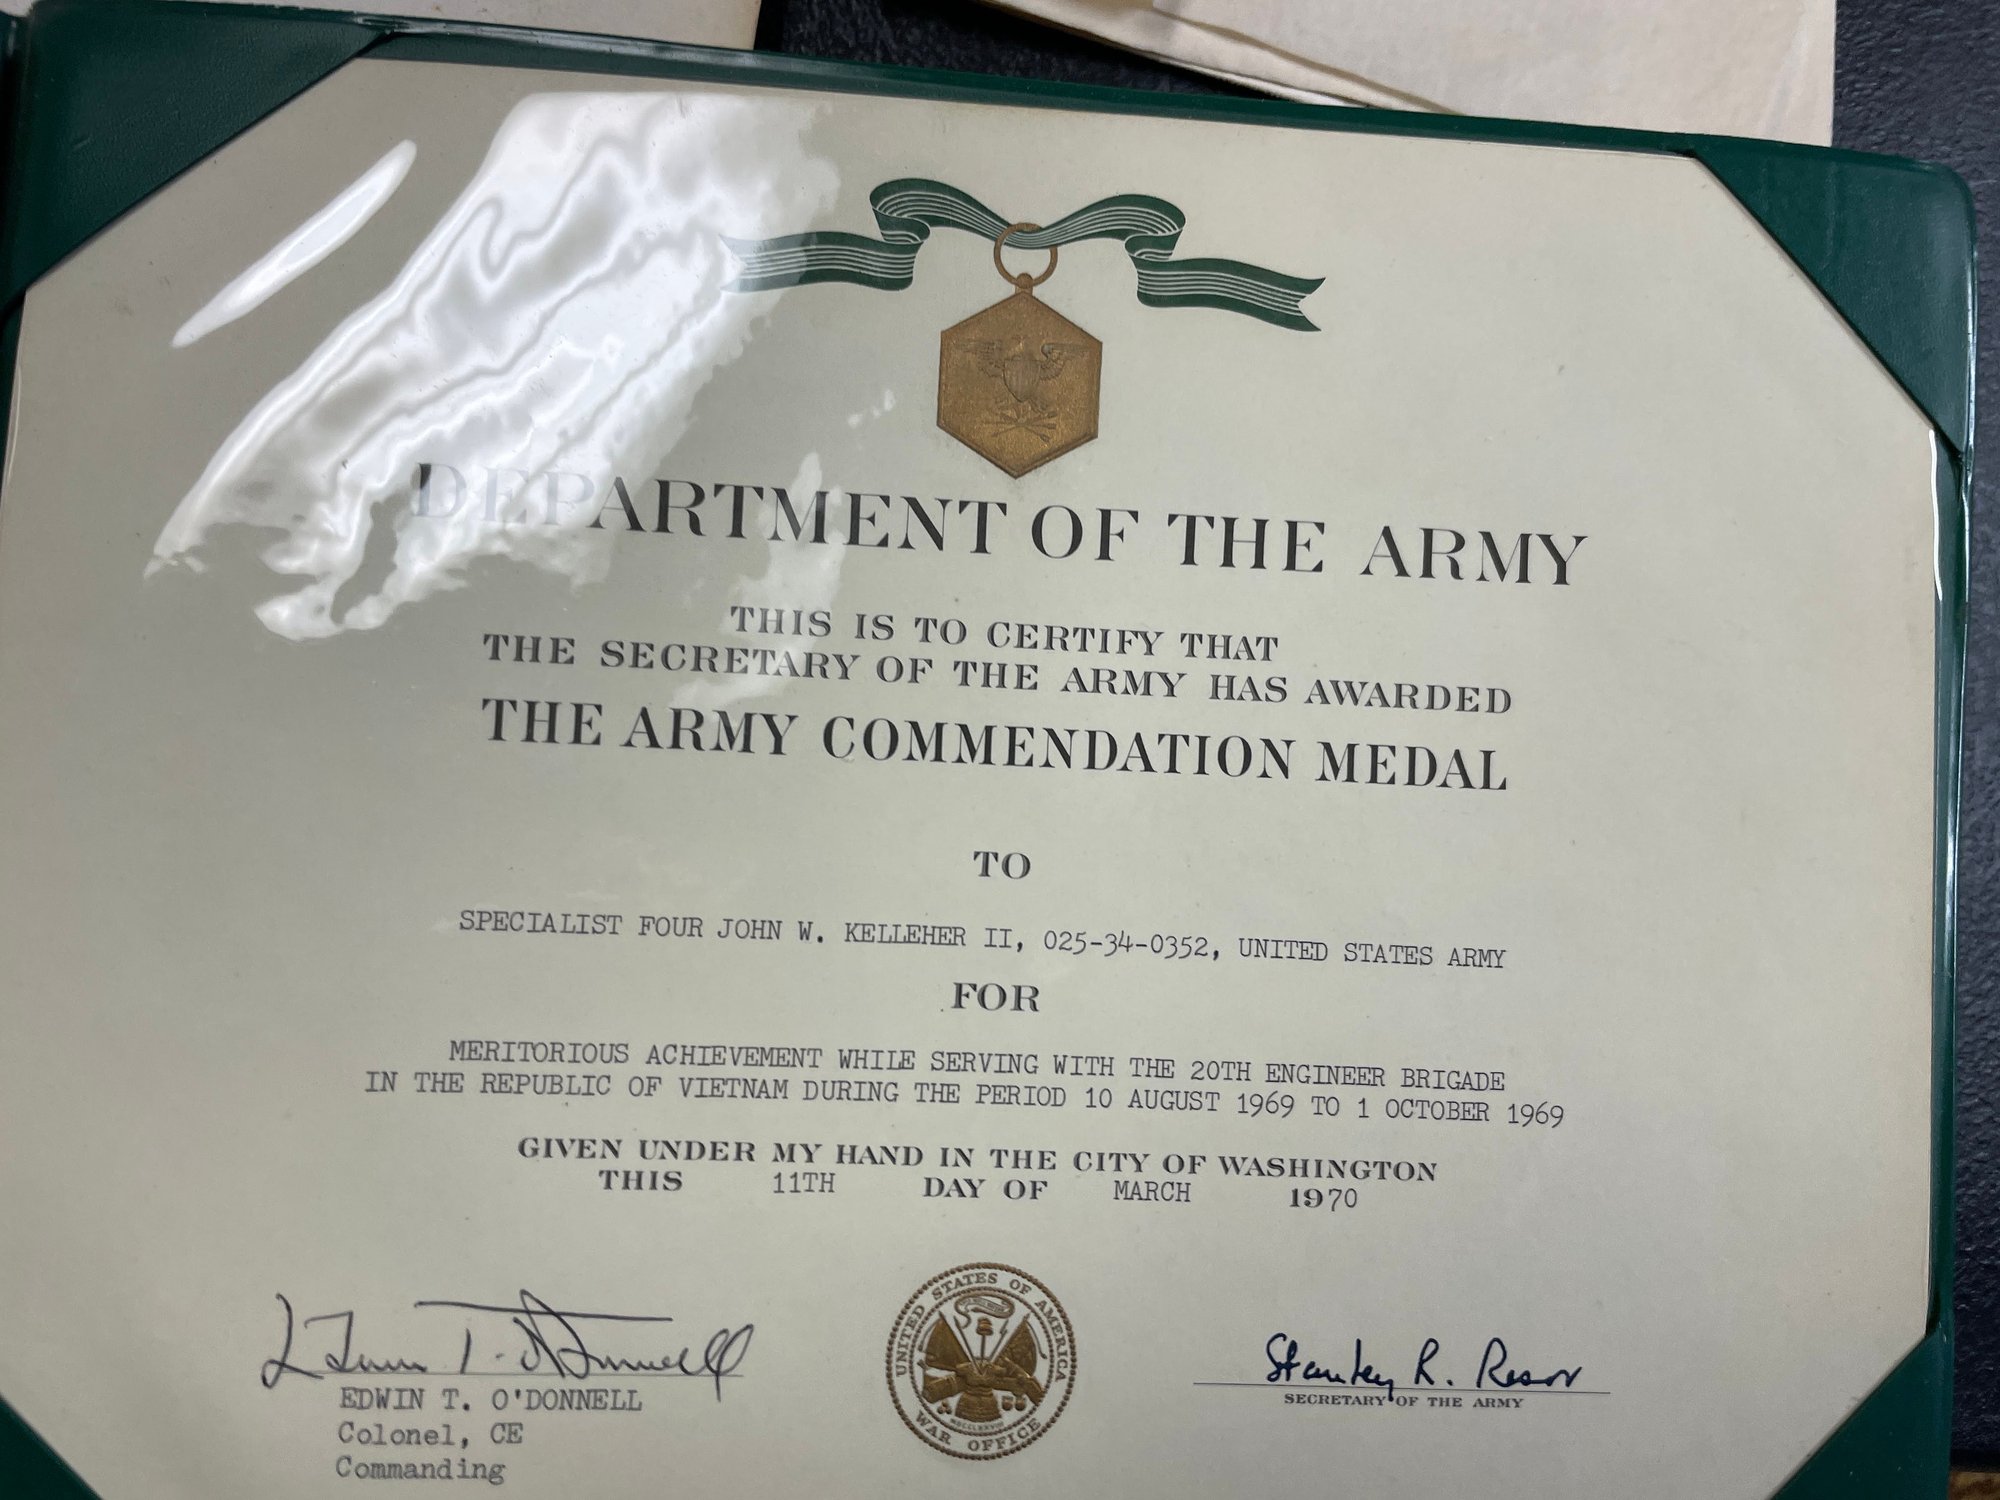 DEPARTMENT OF THE ARMY
THIS IS TO CERTIFY THAT
THE SECRETARY OF THE ARMY HAS AWARDED
THE ARMY COMMENDATION MEDAL
TO
SPECIALIST FOUR JOHN W. KELLEHER II, 025-34-0352, UNITED STATES ARMY
FOR
MERITORIOUS ACHIEVEMENT WHILE SERVING WITH THE 20TH ENGINEER BRIGADE
IN THE REPUBLIC OF VIETNAM DURING THE PERIOD 10 AUGUST 1969 TO 1 OCTOBER 1969
GIVEN UNDER MY HAND IN THE CITY OF WASHINGTON
THIS 11TH DAY OF MARCH 1970
EDWIN T. O'DONNELL
Colonel, CE
Commanding
UNITED STATES OF AMERICA
WAR OFFICE
Stanley R. Resor
SECRETARY OF THE ARMY